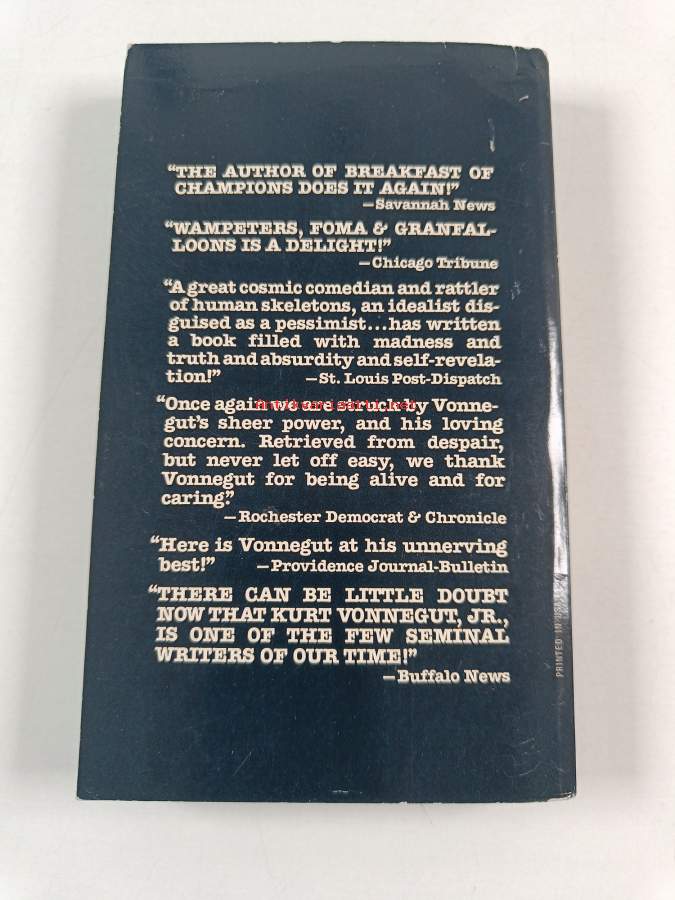 “THE AUTHOR OF BREAKFAST OF
CHAMPIONS DOES IT AGAIN!”
—Savannah News
“WAMPETERS, FOMA & GRANFAL-
LOONS IS A DELIGHT!”
—Chicago Tribune
“A great cosmic comedian and rattler
of human skeletons, an idealist dis-
guised as a pessimist...has written
a book filled with madness and
truth and absurdity and self-revela-
tion!” —St. Louis Post-Dispatch
“Once again we are struck by Vonne-
gut's sheer power, and his loving
concern. Retrieved from despair,
but never let off easy, we thank
Vonnegut for being alive and for
caring.”
—Rochester Democrat & Chronicle
“Here is Vonnegut at his unnerving
best!” —Providence Journal-Bulletin
“THERE CAN BE LITTLE DOUBT
NOW THAT KURT VONNEGUT, JR.,
IS ONE OF THE FEW SEMINAL
WRITERS OF OUR TIME!”
—Buffalo News
PRINTED IN USA